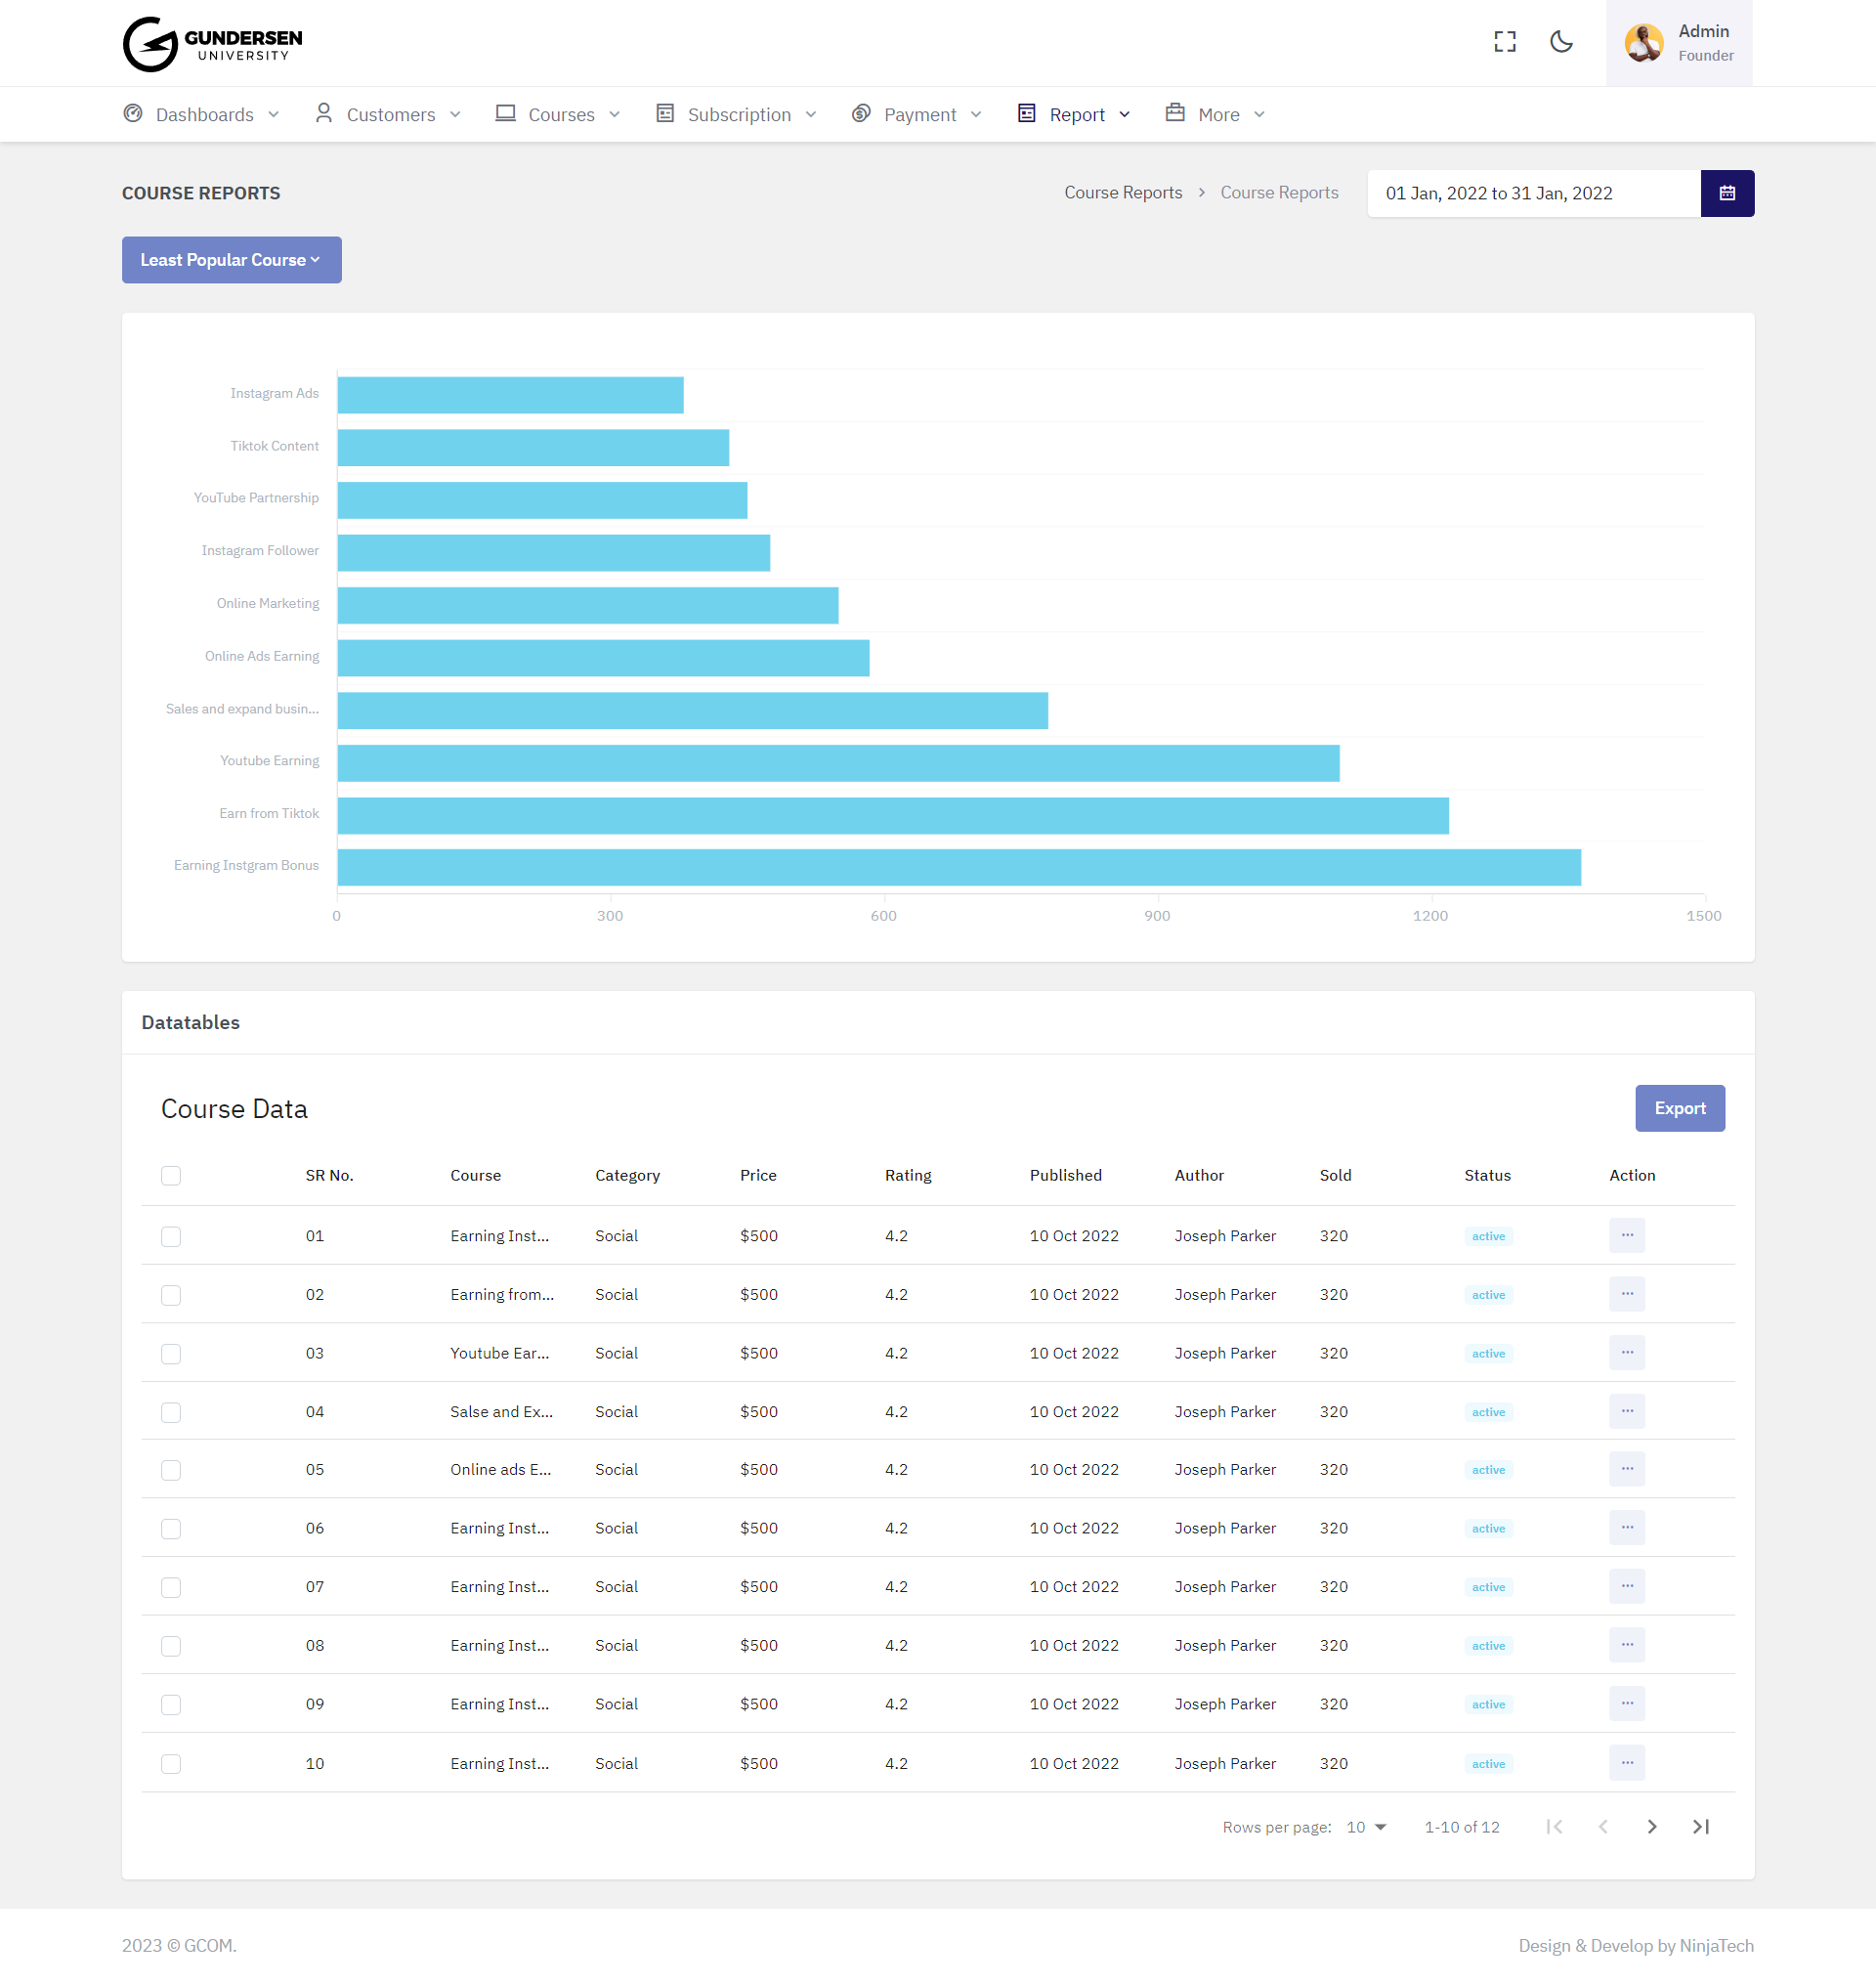 GUNDERSEN
UNIVERSITY
Admin
Founder
Dashboards
Customers
Courses
Subscription
Payment
Report
More
COURSE REPORTS
Course Reports > Course Reports
01 Jan, 2022 to 31 Jan, 2022
Least Popular Course
Instagram Ads
Tiktok Content
YouTube Partnership
Instagram Follower
Online Marketing
Online Ads Earning
Sales and expand busin...
Youtube Earning
Earn from Tiktok
Earning Instgram Bonus
0 300 600 900 1200 1500
Datatables
Course Data
Export
SR No. Course Category Price Rating Published Author Sold Status Action
01 Earning Inst... Social $500 4.2 10 Oct 2022 Joseph Parker 320 active ...
02 Earning from... Social $500 4.2 10 Oct 2022 Joseph Parker 320 active ...
03 Youtube Ear... Social $500 4.2 10 Oct 2022 Joseph Parker 320 active ...
04 Salse and Ex... Social $500 4.2 10 Oct 2022 Joseph Parker 320 active ...
05 Online ads E... Social $500 4.2 10 Oct 2022 Joseph Parker 320 active ...
06 Earning Inst... Social $500 4.2 10 Oct 2022 Joseph Parker 320 active ...
07 Earning Inst... Social $500 4.2 10 Oct 2022 Joseph Parker 320 active ...
08 Earning Inst... Social $500 4.2 10 Oct 2022 Joseph Parker 320 active ...
09 Earning Inst... Social $500 4.2 10 Oct 2022 Joseph Parker 320 active ...
10 Earning Inst... Social $500 4.2 10 Oct 2022 Joseph Parker 320 active ...
Rows per page: 10 1-10 of 12
2023 © GCOM.
Design & Develop by NinjaTech